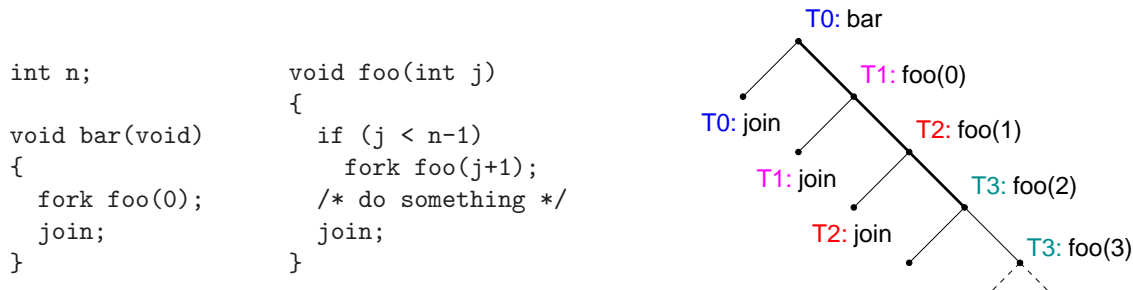 int n;
void bar(void)
{
  fork foo(0);
  join;
}
void foo(int j)
{
  if (j < n-1)
    fork foo(j+1);
  /* do something */
  join;
}
T0: bar
T1: foo(0)
T0: join
T2: foo(1)
T1: join
T3: foo(2)
T2: join
T3: foo(3)